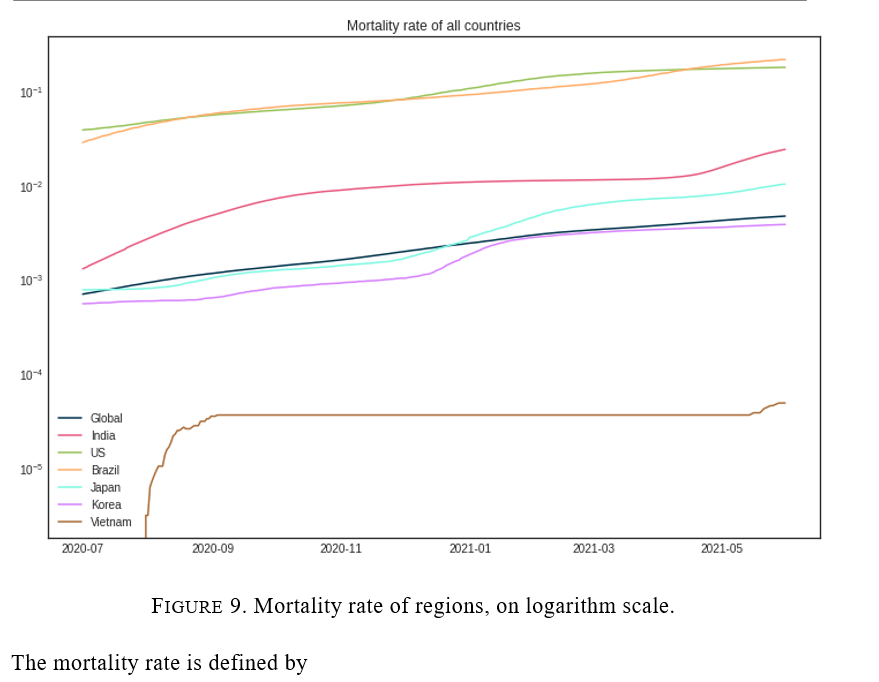 Mortality rate of all countries
10⁻¹
10⁻²
10⁻³
10⁻⁴
10⁻⁵
Global
India
US
Brazil
Japan
Korea
Vietnam
2020-07 2020-09 2020-11 2021-01 2021-03 2021-05
FIGURE 9. Mortality rate of regions, on logarithm scale.
The mortality rate is defined by